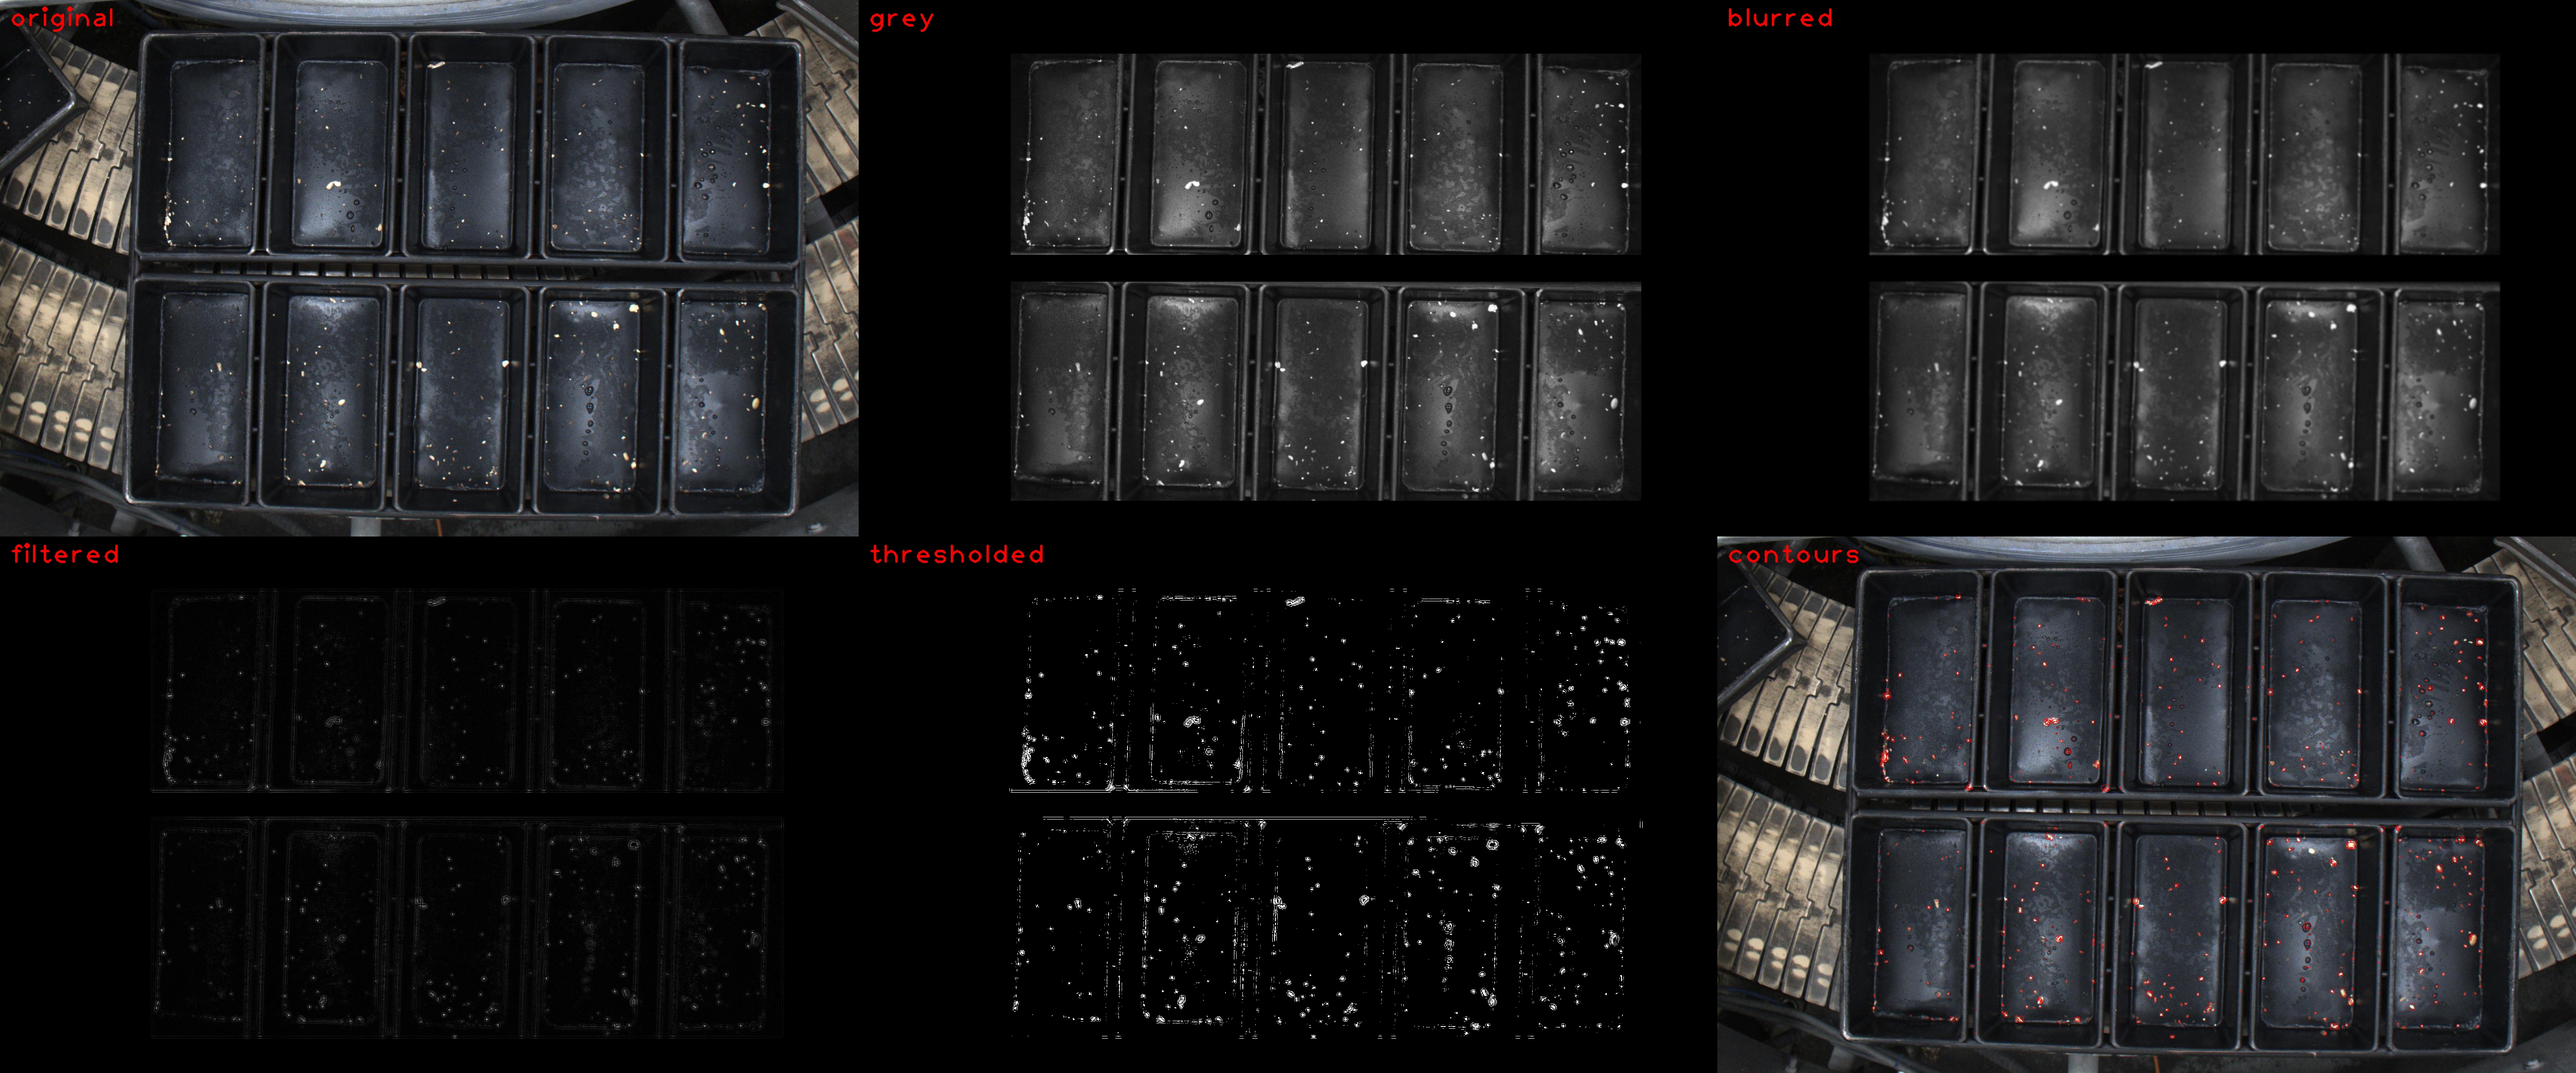 original
grey
blurred
filtered
thresholded
contours